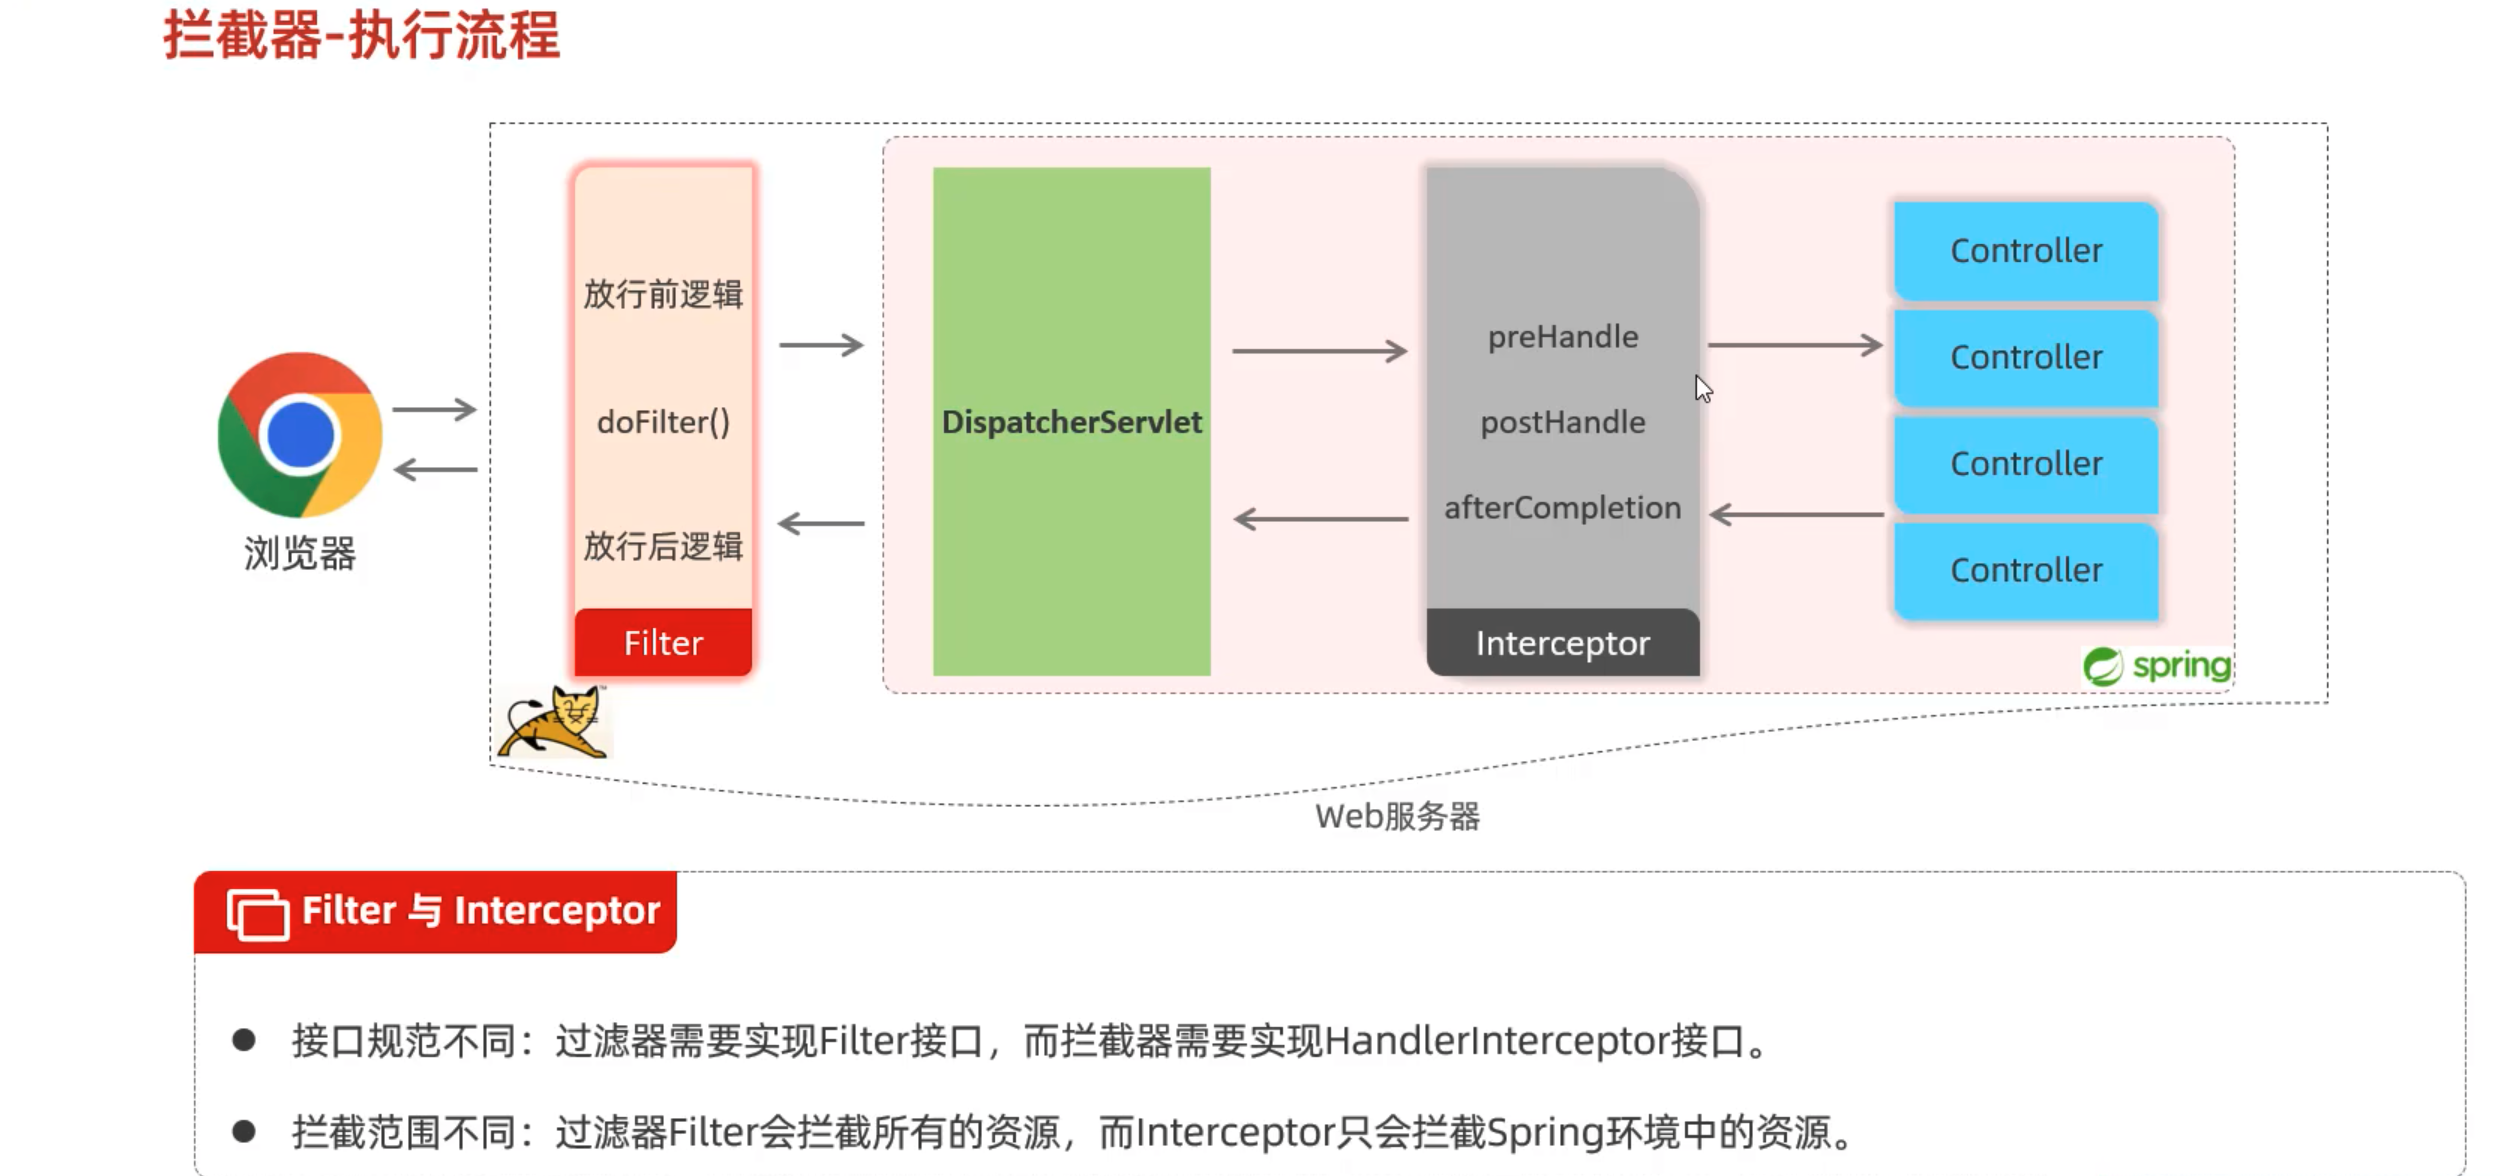 拦截器-执行流程
放行前逻辑
doFilter()
放行后逻辑
Filter
DispatcherServlet
preHandle
postHandle
afterCompletion
Interceptor
Controller
Controller
Controller
Controller
浏览器
spring
Web服务器
Filter 与 Interceptor
接口规范不同：过滤器需要实现Filter接口，而拦截器需要实现HandlerInterceptor接口。
拦截范围不同：过滤器Filter会拦截所有的资源，而Interceptor只会拦截Spring环境中的资源。